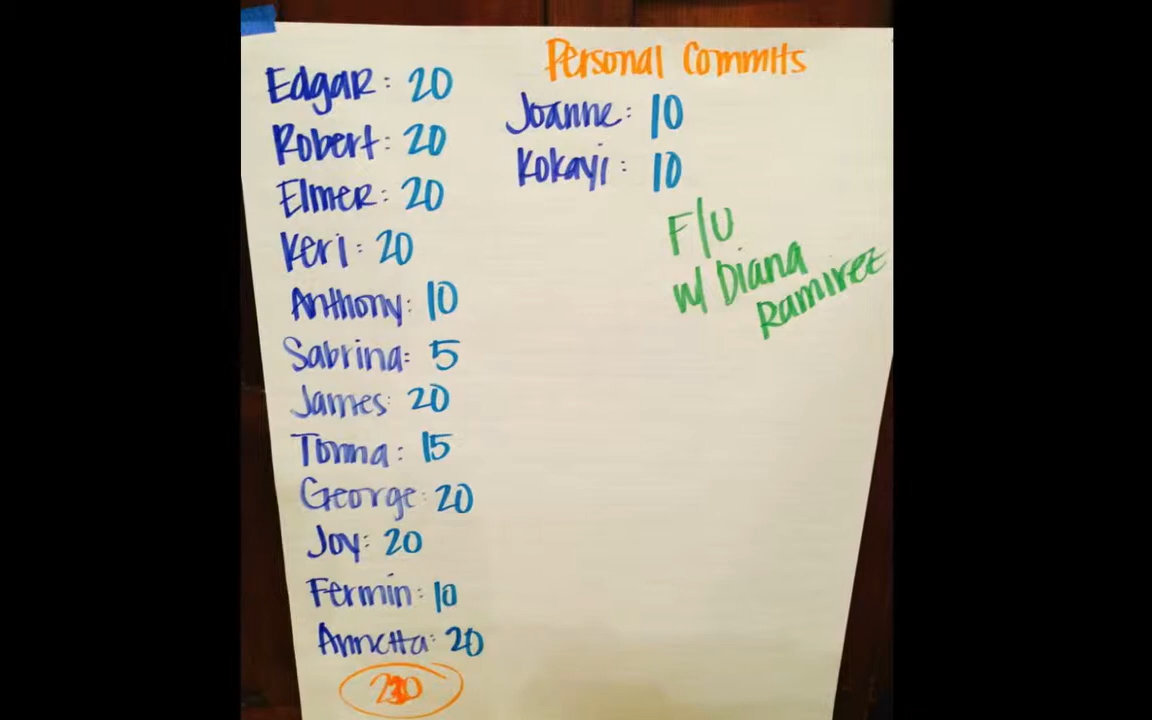 Personal Commits
Edgar: 20
Robert: 20
Elmer: 20
Keri: 20
Anthony: 10
Sabrina: 5
James: 20
Tonna: 15
George: 20
Joy: 20
Fermin: 10
Annetta: 20
230
Joanne: 10
Kokayi: 10
F/U
w/ Diana
Ramirez